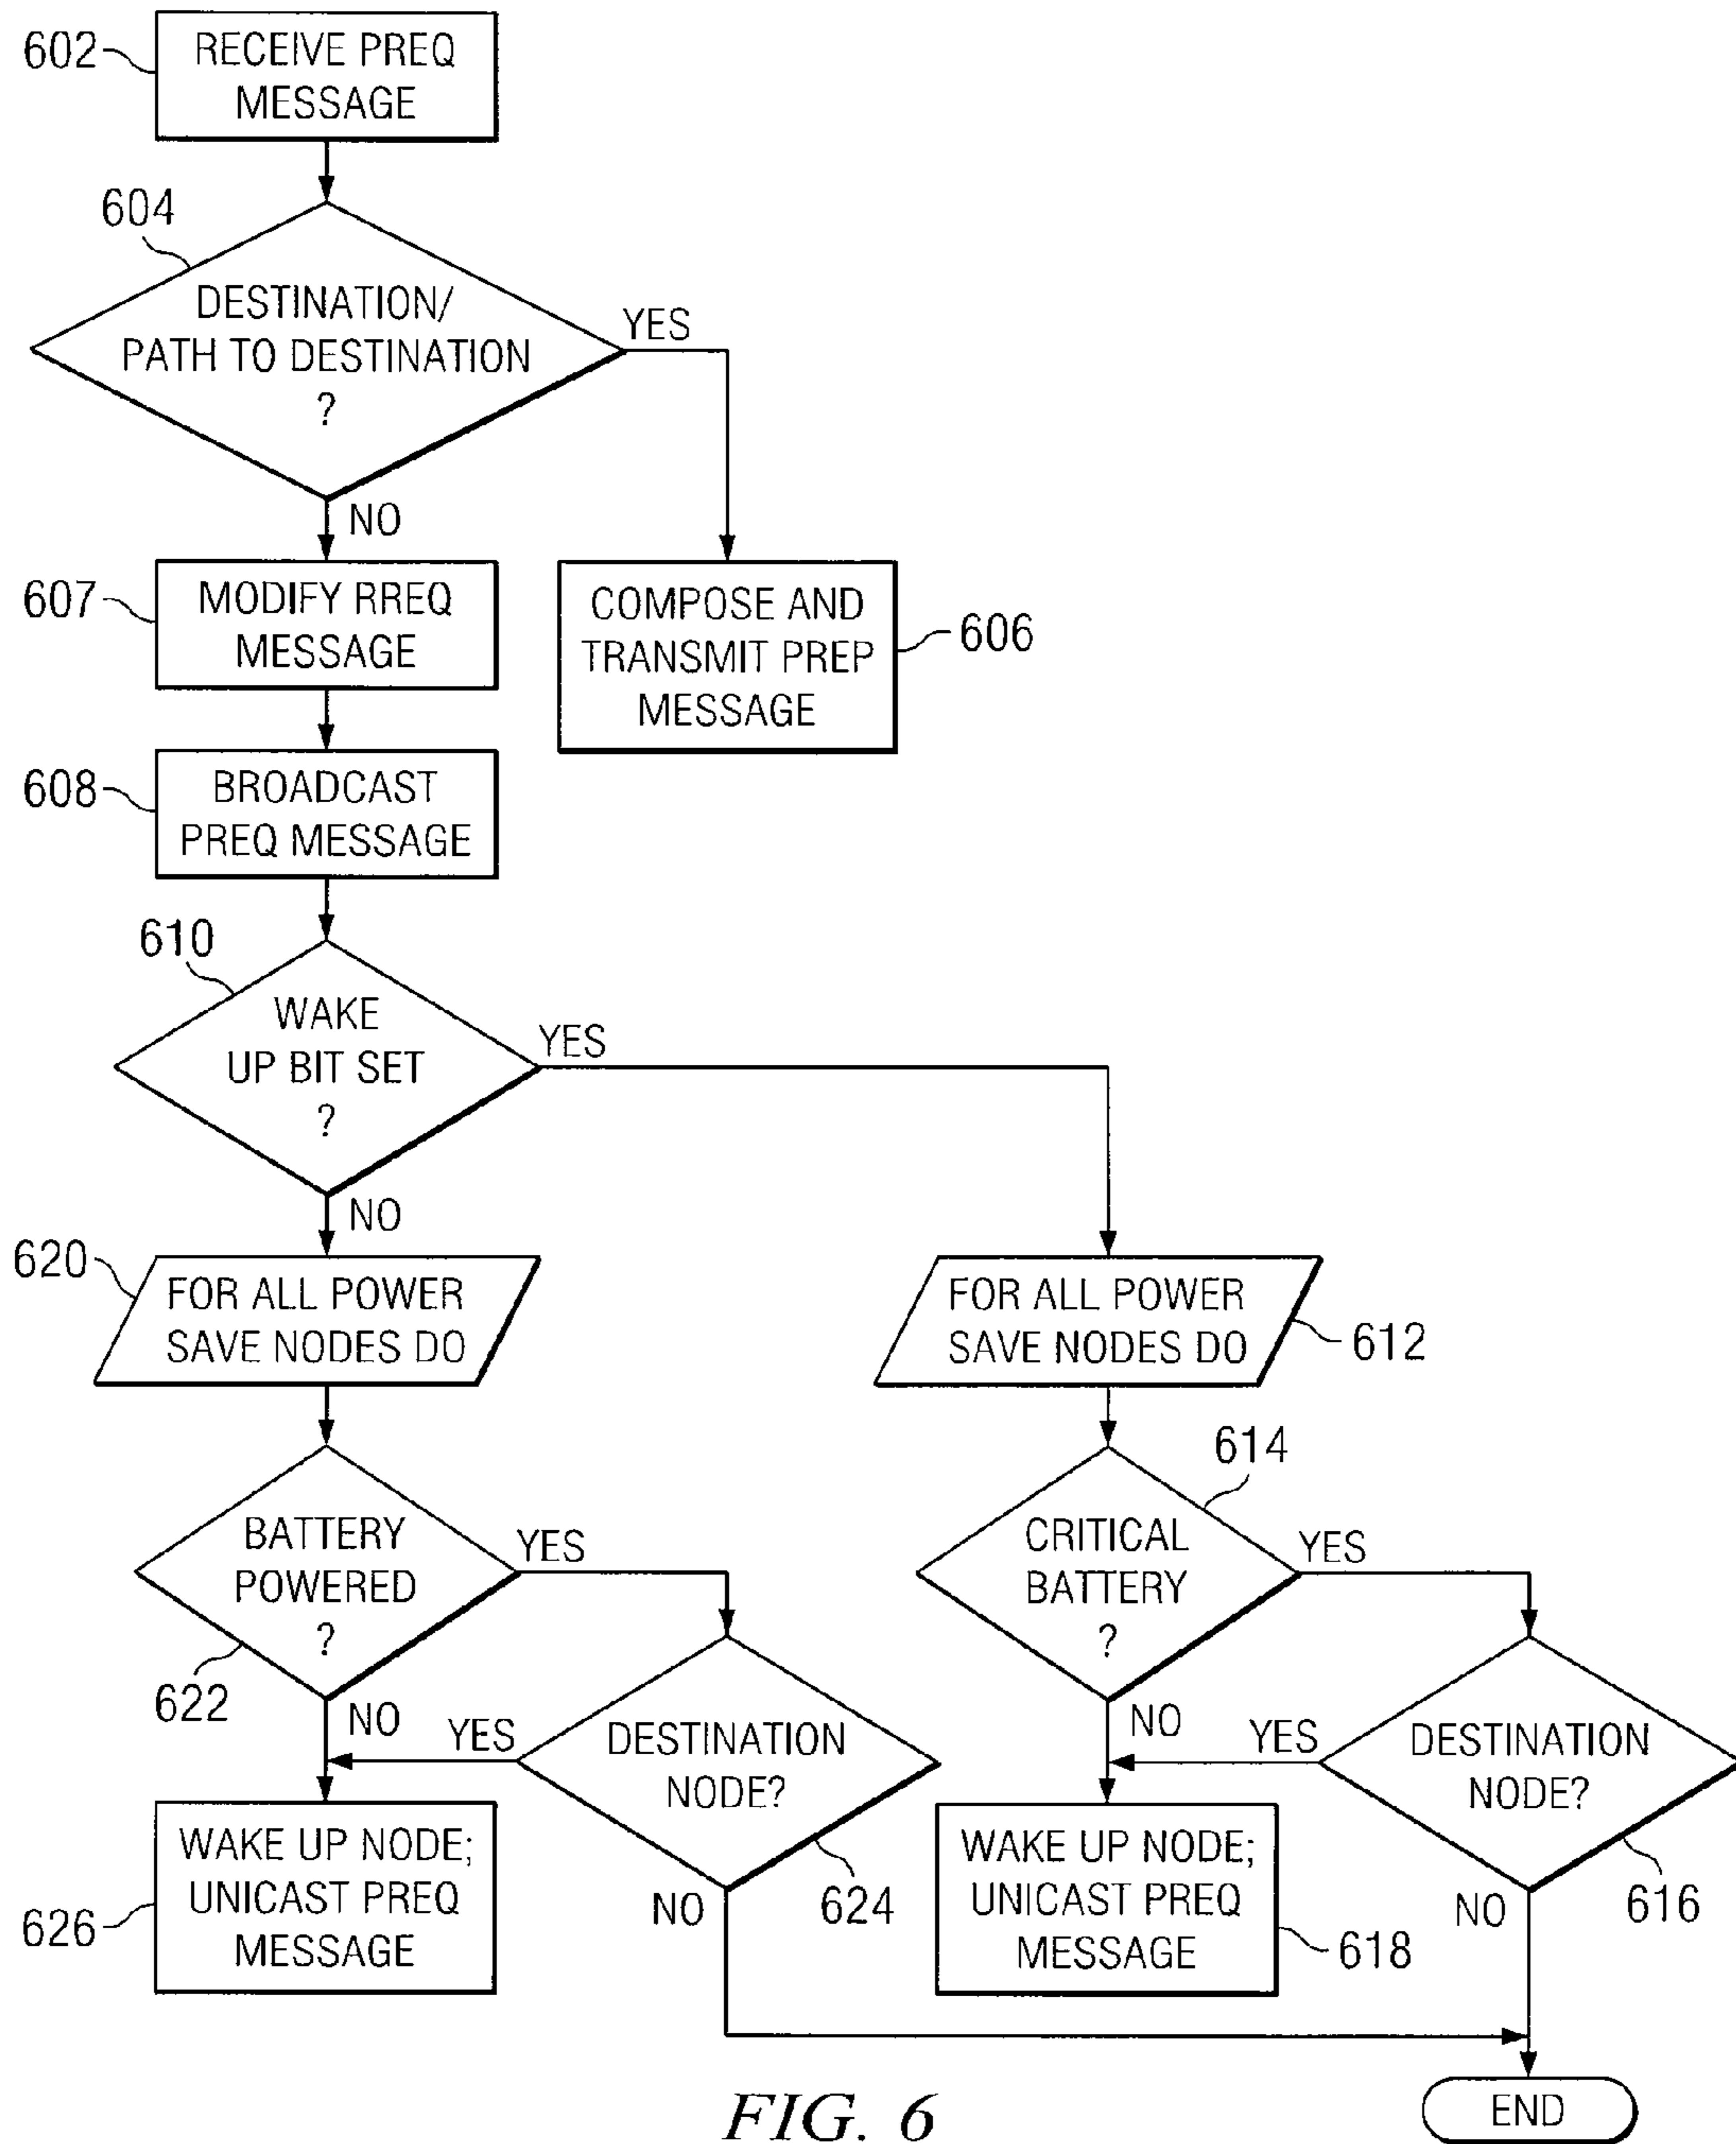 602
RECEIVE PREQ
MESSAGE
604
DESTINATION/
PATH TO DESTINATION
?
YES
NO
607
MODIFY RREQ
MESSAGE
COMPOSE AND
TRANSMIT PREP
MESSAGE
606
608
BROADCAST
PREQ MESSAGE
610
WAKE
UP BIT SET
?
YES
NO
620
FOR ALL POWER
SAVE NODES DO
FOR ALL POWER
SAVE NODES DO
612
BATTERY
POWERED
?
YES
622
NO
614
CRITICAL
BATTERY
?
YES
NO
YES
DESTINATION
NODE?
624
NO
YES
DESTINATION
NODE?
616
NO
626
WAKE UP NODE;
UNICAST PREQ
MESSAGE
WAKE UP NODE;
UNICAST PREQ
MESSAGE
618
END
FIG. 6